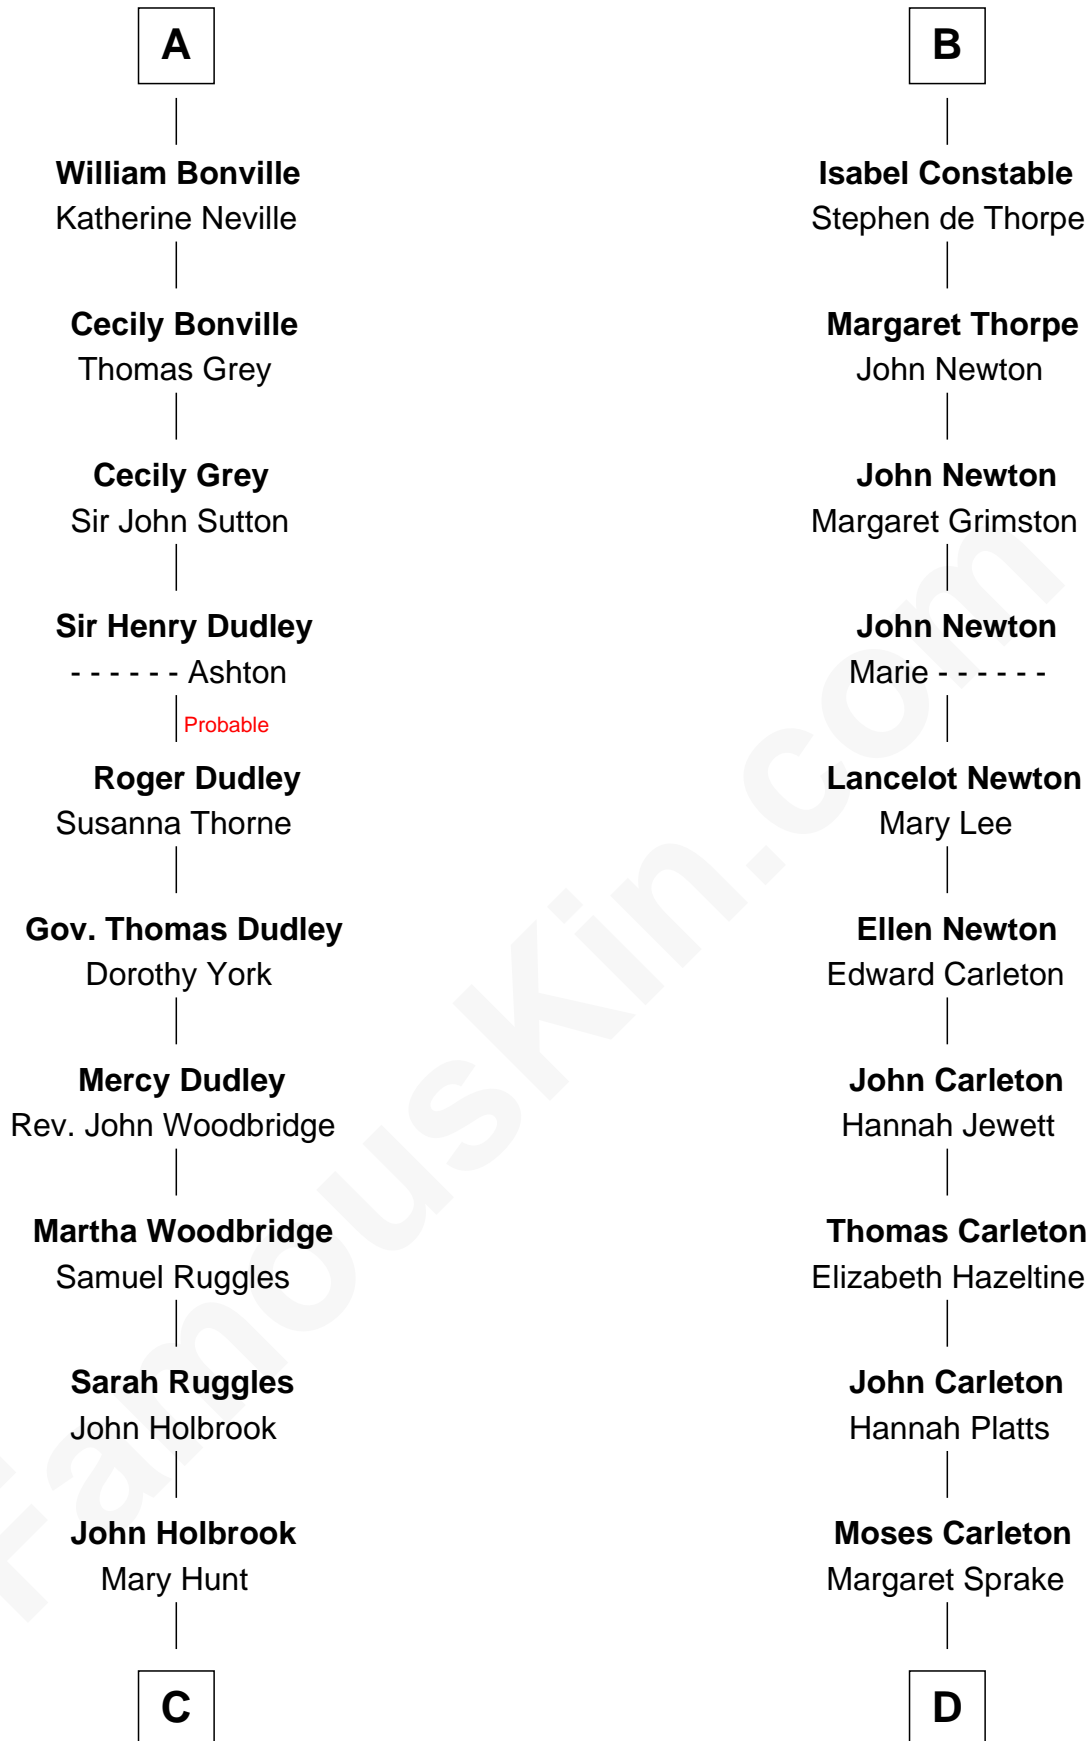 A
William Bonville
Katherine Neville
Cecily Bonville
Thomas Grey
Cecily Grey
Sir John Sutton
Sir Henry Dudley
- - - - - - Ashton
Probable
Roger Dudley
Susanna Thorne
Gov. Thomas Dudley
Dorothy York
Mercy Dudley
Rev. John Woodbridge
Martha Woodbridge
Samuel Ruggles
Sarah Ruggles
John Holbrook
John Holbrook
Mary Hunt
C
B
Isabel Constable
Stephen de Thorpe
Margaret Thorpe
John Newton
John Newton
Margaret Grimston
John Newton
Marie - - - - - -
Lancelot Newton
Mary Lee
Ellen Newton
Edward Carleton
John Carleton
Hannah Jewett
Thomas Carleton
Elizabeth Hazeltine
John Carleton
Hannah Platts
Moses Carleton
Margaret Sprake
D
FamousKin.com